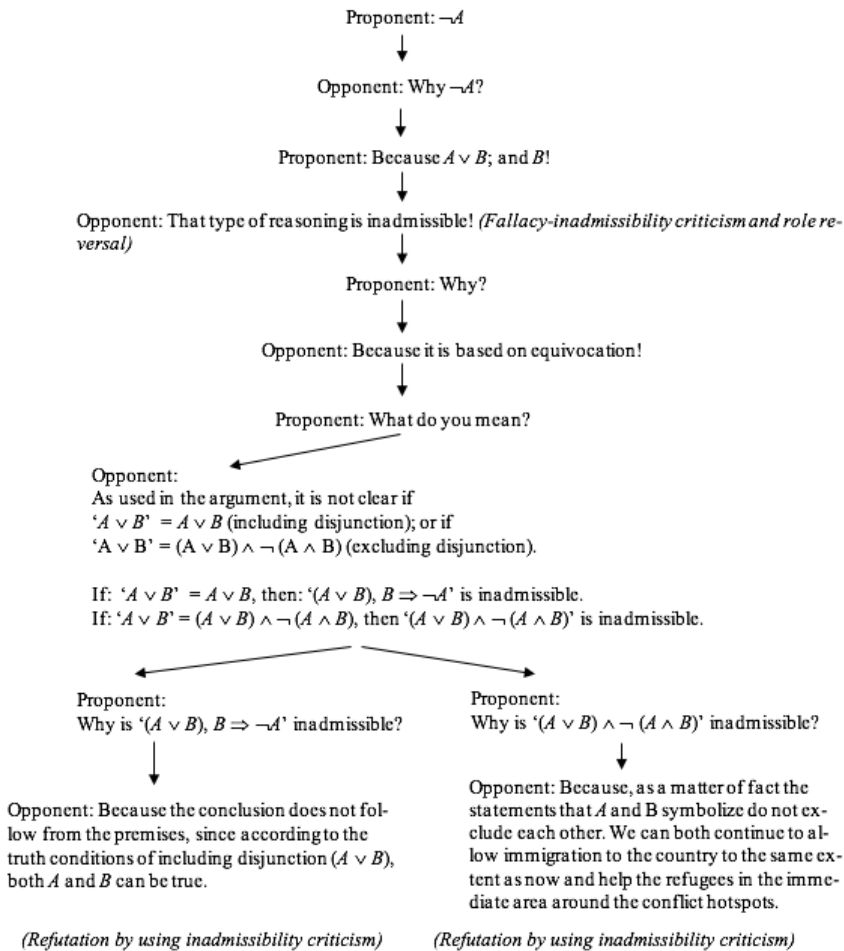 Proponent: ¬A
Opponent: Why ¬A?
Proponent: Because A ∨ B; and B!
Opponent: That type of reasoning is inadmissible! (Fallacy-inadmissibility criticism and role re-
versal)
Proponent: Why?
Opponent: Because it is based on equivocation!
Proponent: What do you mean?
Opponent:
As used in the argument, it is not clear if
‘A ∨ B’ = A ∨ B (including disjunction); or if
‘A ∨ B’ = (A ∨ B) ∧ ¬ (A ∧ B) (excluding disjunction).
If: ‘A ∨ B’ = A ∨ B, then: ‘(A ∨ B), B ⇒ ¬A’ is inadmissible.
If: ‘A ∨ B’ = (A ∨ B) ∧ ¬ (A ∧ B), then ‘(A ∨ B) ∧ ¬ (A ∧ B)’ is inadmissible.
Proponent:
Why is ‘(A ∨ B), B ⇒ ¬A’ inadmissible?
Opponent: Because the conclusion does not fol-
low from the premises, since according to the
truth conditions of including disjunction (A ∨ B),
both A and B can be true.
(Refutation by using inadmissibility criticism)
Proponent:
Why is ‘(A ∨ B) ∧ ¬ (A ∧ B)’ inadmissible?
Opponent: Because, as a matter of fact the
statements that A and B symbolize do not ex-
clude each other. We can both continue to al-
low immigration to the country to the same ex-
tent as now and help the refugees in the imme-
diate area around the conflict hotspots.
(Refutation by using inadmissibility criticism)